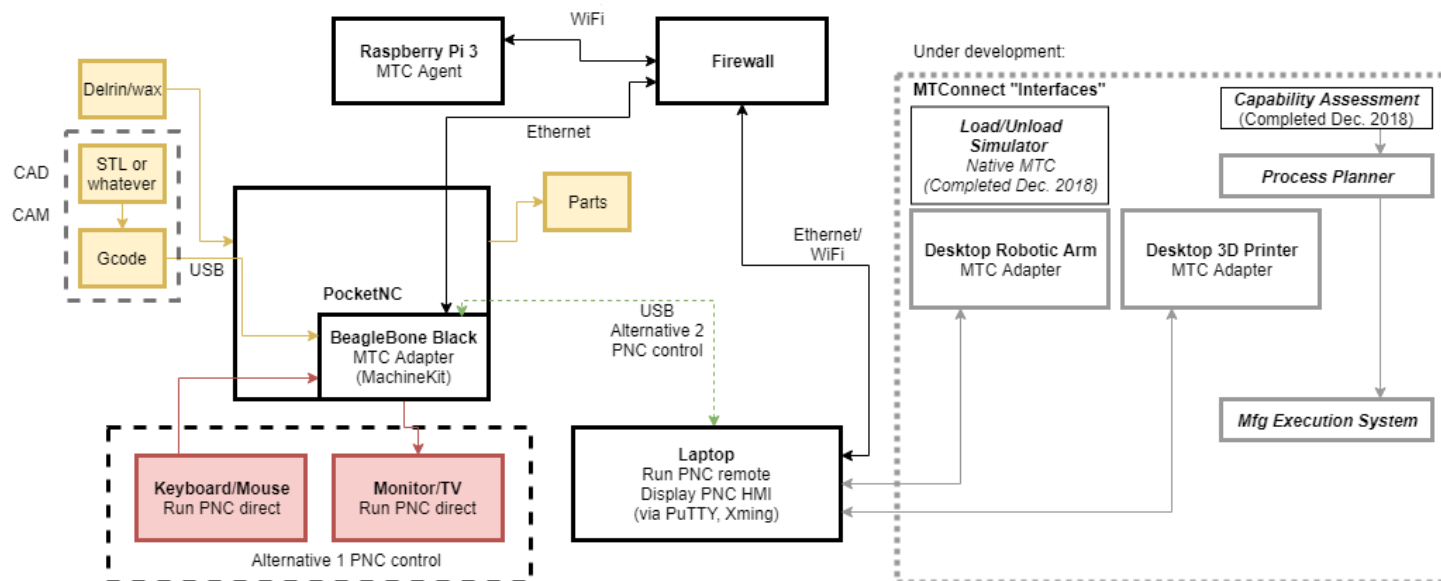 WiFi
Raspberry Pi 3
MTC Agent
Firewall
Under development:
Delrin/wax
Ethernet
MTConnect "Interfaces"
Load/Unload
Simulator
Native MTC
(Completed Dec. 2018)
Capability Assessment
(Completed Dec. 2018)
Process Planner
CAD
CAM
STL or
whatever
Gcode
USB
Parts
Ethernet/
WiFi
Desktop Robotic Arm
MTC Adapter
Desktop 3D Printer
MTC Adapter
PocketNC
BeagleBone Black
MTC Adapter
(MachineKit)
USB
Alternative 2
PNC control
Mfg Execution System
Keyboard/Mouse
Run PNC direct
Monitor/TV
Run PNC direct
Alternative 1 PNC control
Laptop
Run PNC remote
Display PNC HMI
(via PuTTY, Xming)